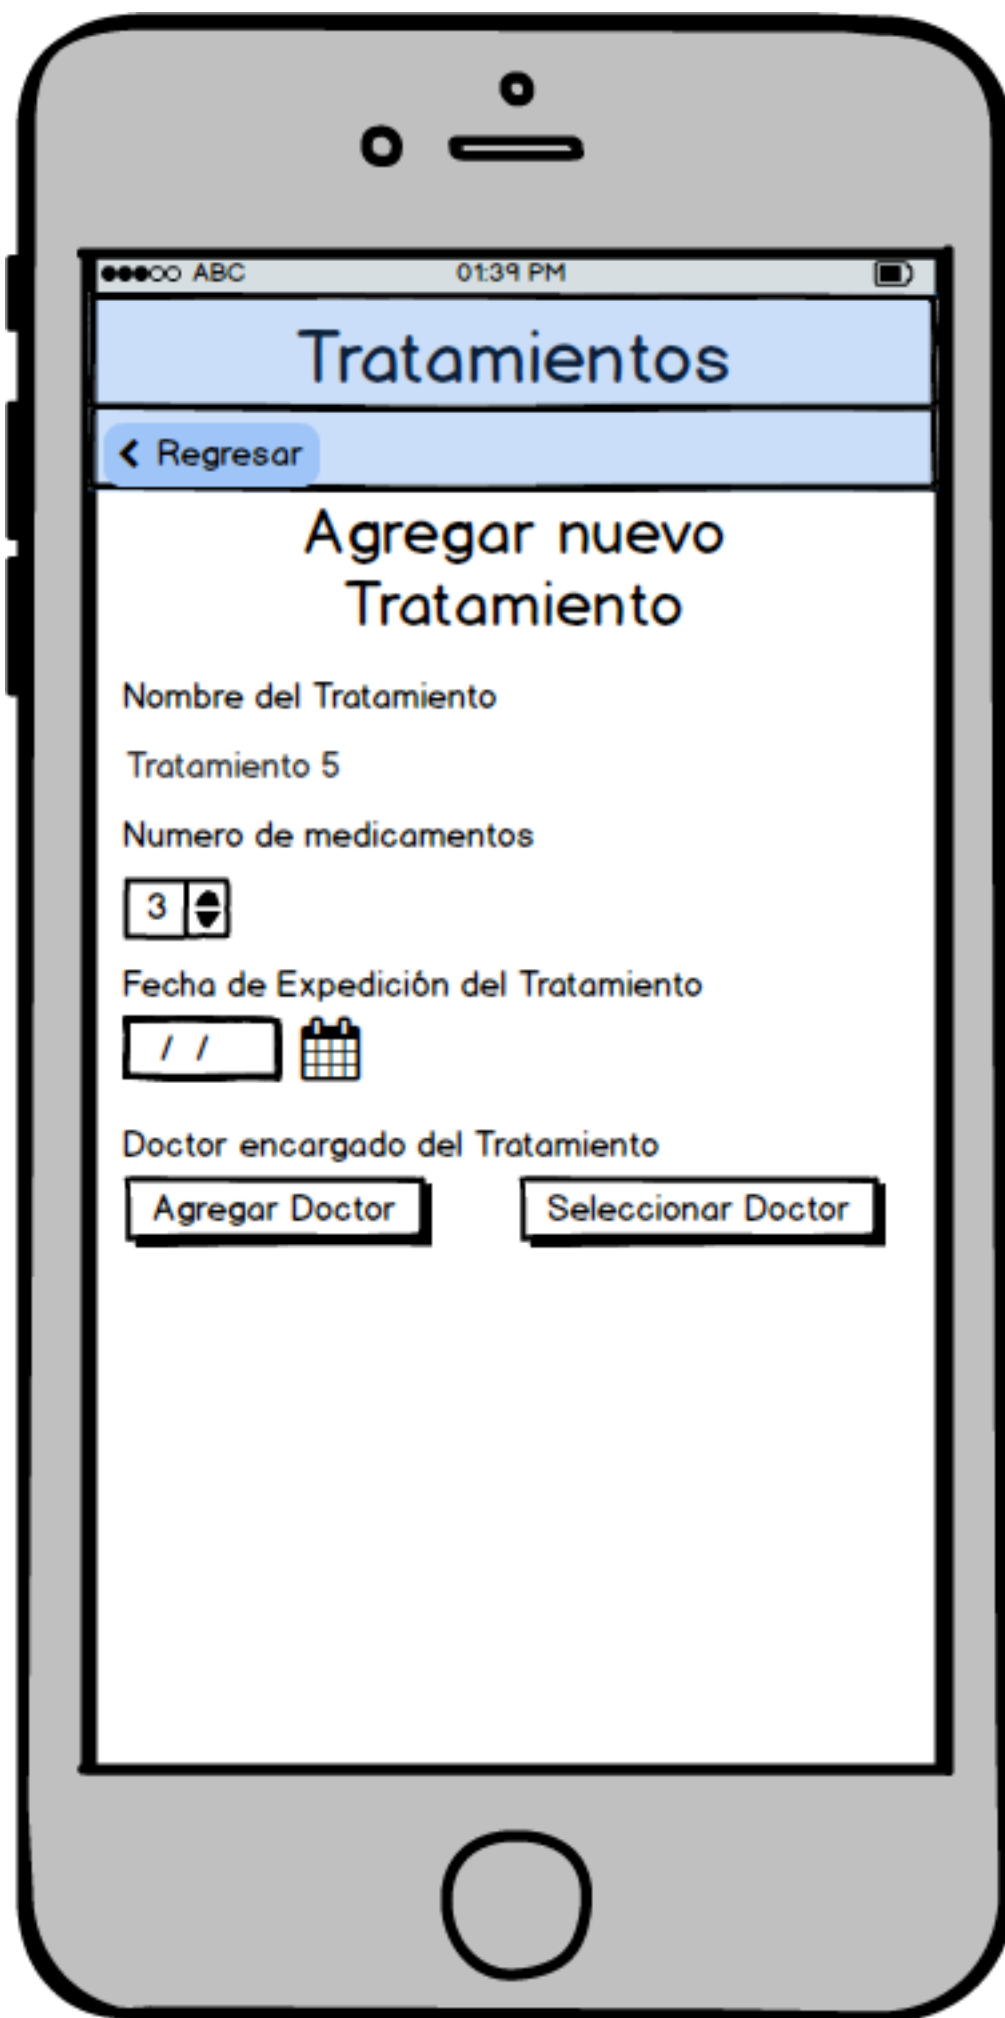 ABC 01:39 PM
Tratamientos
Regresar
Agregar nuevo
Tratamiento
Nombre del Tratamiento
Tratamiento 5
Numero de medicamentos
3
Fecha de Expedición del Tratamiento
/ /
Doctor encargado del Tratamiento
Agregar Doctor Seleccionar Doctor